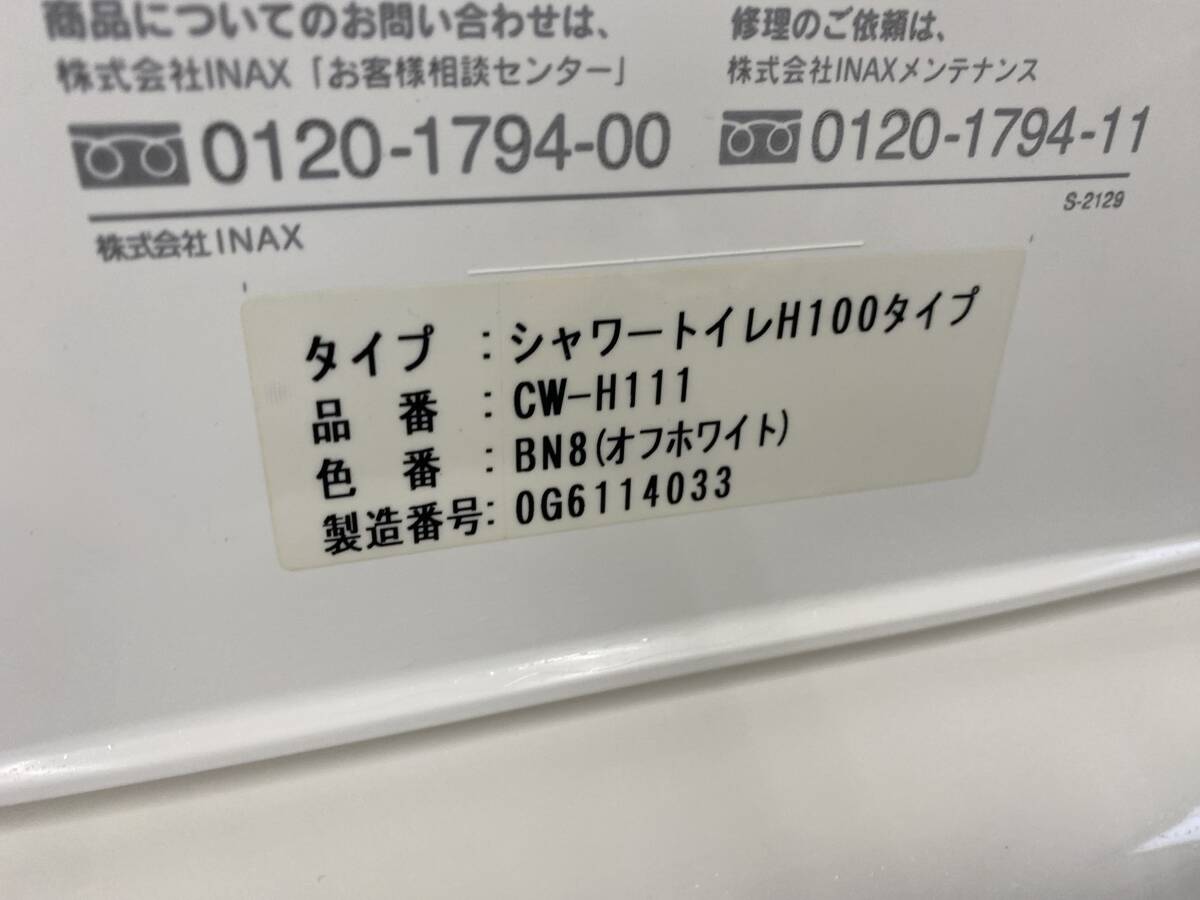 商品についてのお問い合わせは、
株式会社INAX「お客様相談センター」
0120-1794-00
修理のご依頼は、
株式会社INAXメンテナンス
0120-1794-11
S-2129
株式会社INAX
タイプ:シャワートイレH100タイプ
品番:CW-H111
色番:BN8(オフホワイト)
製造番号:0G6114033